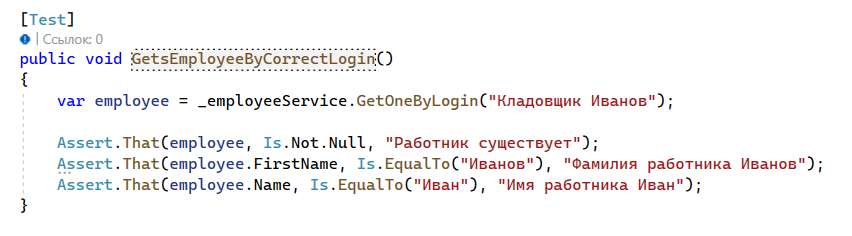 [Test]
| Ссылок: 0
public void GetsEmployeeByCorrectLogin()
{
var employee = _employeeService.GetOneByLogin("Кладовщик Иванов");
Assert.That(employee, Is.Not.Null, "Работник существует");
Assert.That(employee.FirstName, Is.EqualTo("Иванов"), "Фамилия работника Иванов");
Assert.That(employee.Name, Is.EqualTo("Иван"), "Имя работника Иван");
}